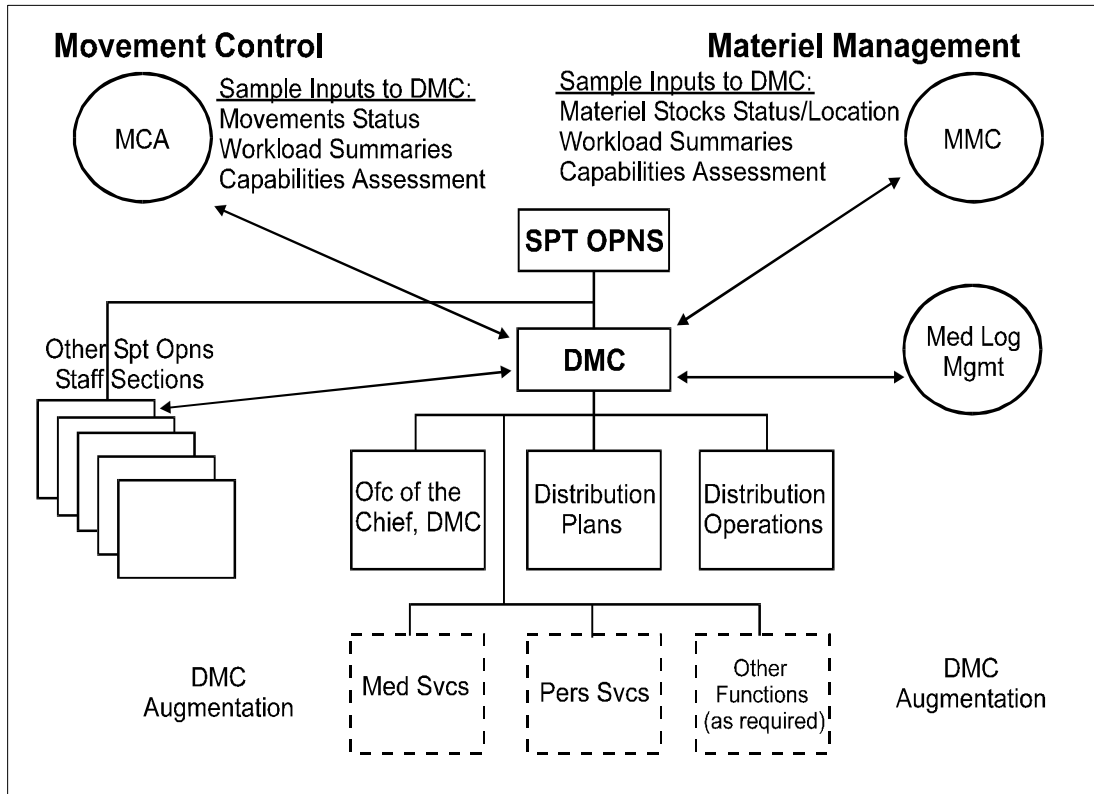 Movement Control
Materiel Management
MCA
Sample Inputs to DMC:
Movements Status
Workload Summaries
Capabilities Assessment
Sample Inputs to DMC:
Materiel Stocks Status/Location
Workload Summaries
Capabilities Assessment
MMC
SPT OPNS
Other Spt Opns
Staff Sections
DMC
Med Log
Mgmt
Ofc of the
Chief, DMC
Distribution
Plans
Distribution
Operations
DMC
Augmentation
Med Svcs
Pers Svcs
Other
Functions
(as required)
DMC
Augmentation